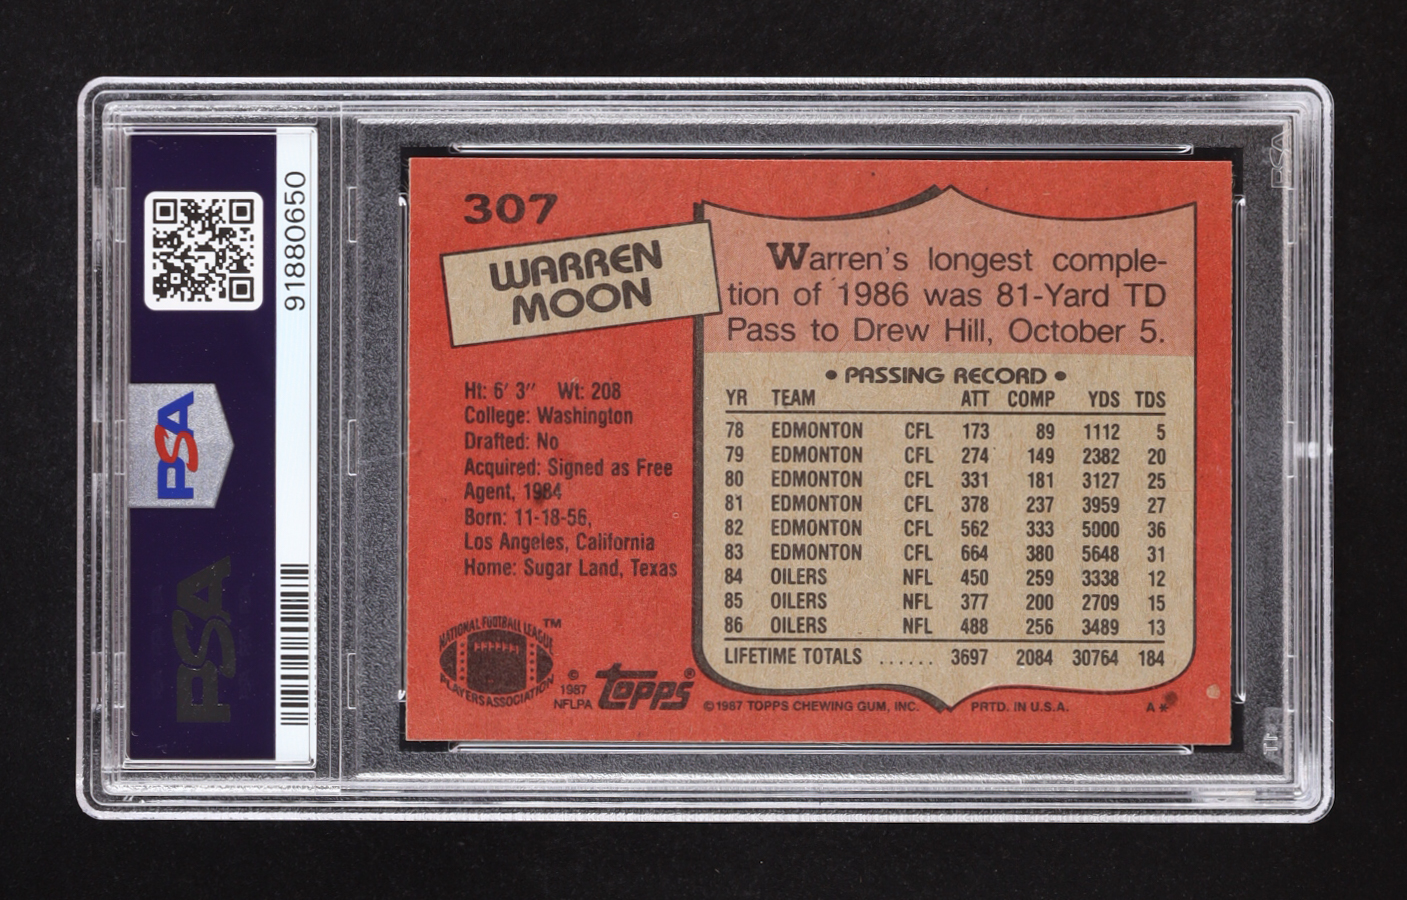 91880650
PSA
PSA
307
WARREN
MOON
Ht: 6' 3" Wt: 208
College: Washington
Drafted: No
Acquired: Signed as Free
Agent, 1984
Born: 11-18-56,
Los Angeles, California
Home: Sugar Land, Texas
NATIONAL FOOTBALL LEAGUE
PLAYERS ASSOCIATION
TM
© 1987
NFLPA
topps®
Warren's longest comple-
tion of 1986 was 81-Yard TD
Pass to Drew Hill, October 5.
• PASSING RECORD •
YR TEAM ATT COMP YDS TDS
78 EDMONTON CFL 173 89 1112 5
79 EDMONTON CFL 274 149 2382 20
80 EDMONTON CFL 331 181 3127 25
81 EDMONTON CFL 378 237 3959 27
82 EDMONTON CFL 562 333 5000 36
83 EDMONTON CFL 664 380 5648 31
84 OILERS NFL 450 259 3338 12
85 OILERS NFL 377 200 2709 15
86 OILERS NFL 488 256 3489 13
LIFETIME TOTALS ...... 3697 2084 30764 184
©1987 TOPPS CHEWING GUM, INC. PRTD. IN U.S.A. A*
PSA